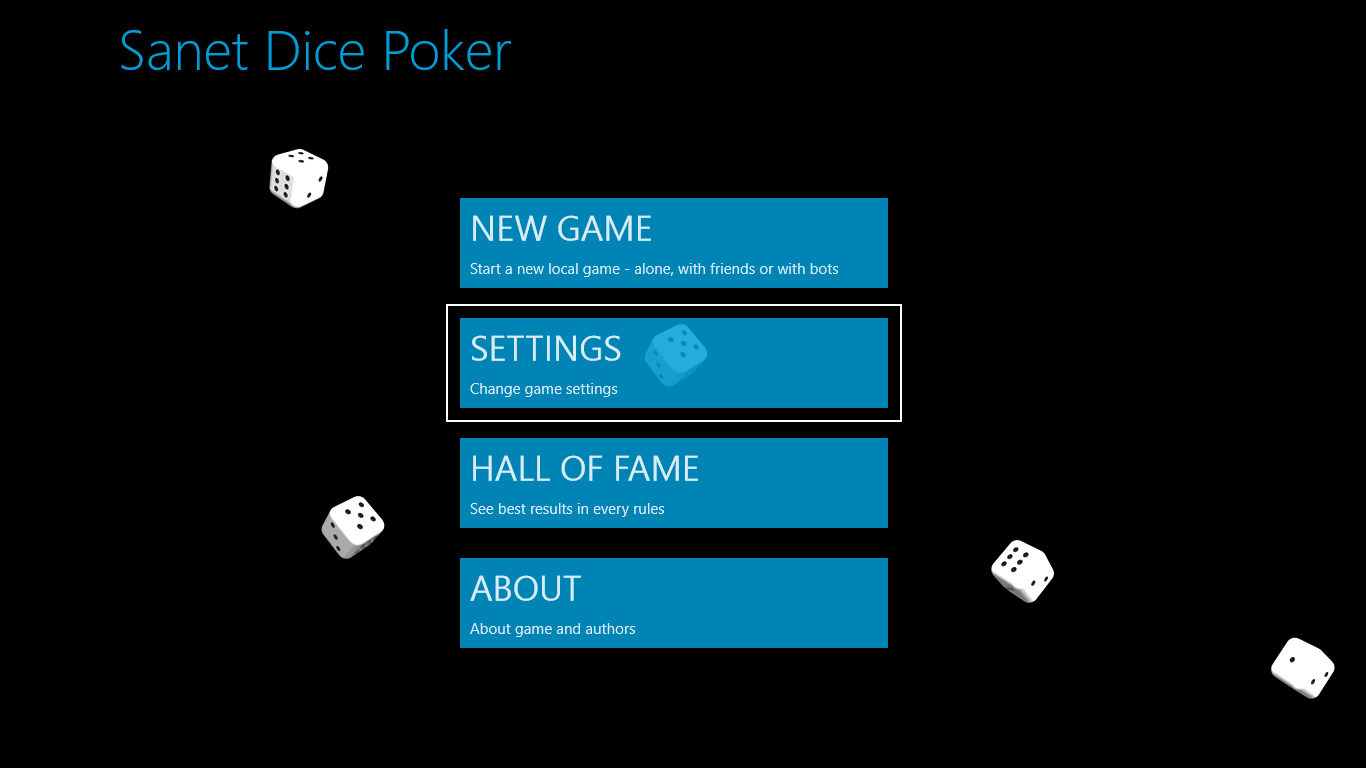 Sanet Dice Poker
NEW GAME
Start a new local game - alone, with friends or with bots
SETTINGS
Change game settings
HALL OF FAME
See best results in every rules
ABOUT
About game and authors